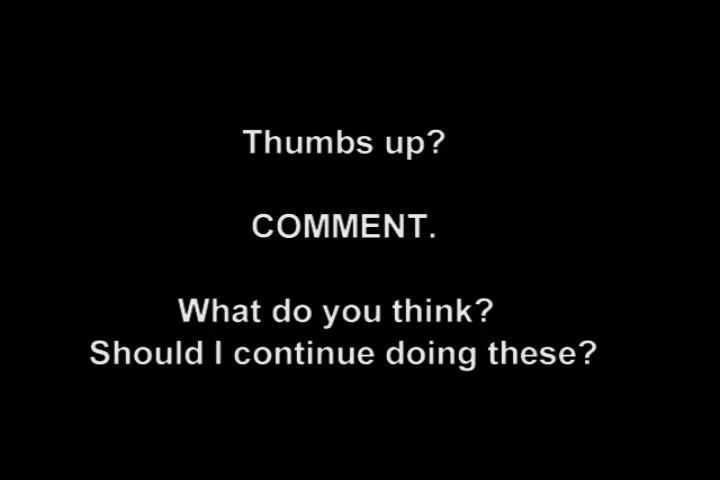 Thumbs up?
COMMENT.
What do you think?
Should I continue doing these?